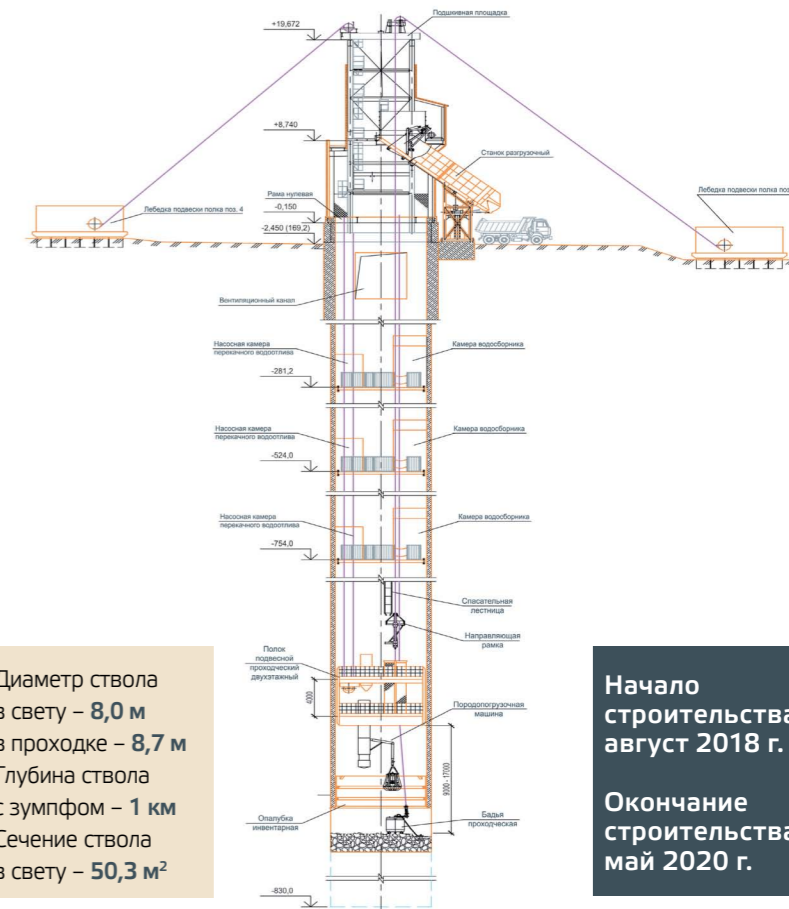 Подшкивная площадка
+19,672
+8,740
Станок разгрузочный
Рама нулевая
Лебедка подвески полка поз. 4
-0,150
Лебедка подвески полка поз.
-2,450 (169,2)
Вентиляционный канал
Насосная камера
перекачного водоотлива
Камера водосборника
-281,2
Насосная камера
перекачного водоотлива
Камера водосборника
-524,0
Насосная камера
перекачного водоотлива
Камера водосборника
-754,0
Спасательная
лестница
Направляющая
рамка
Полок
подвесной
проходческий
двухэтажный
4000
Породопогрузочная
машина
9000 - 17000
Опалубка
инвентарная
Бадья
проходческая
-830,0
Диаметр ствола
в свету – 8,0 м
в проходке – 8,7 м
Глубина ствола
с зумпфом – 1 км
Сечение ствола
в свету – 50,3 м²
Начало
строительства
август 2018 г.
Окончание
строительства
май 2020 г.